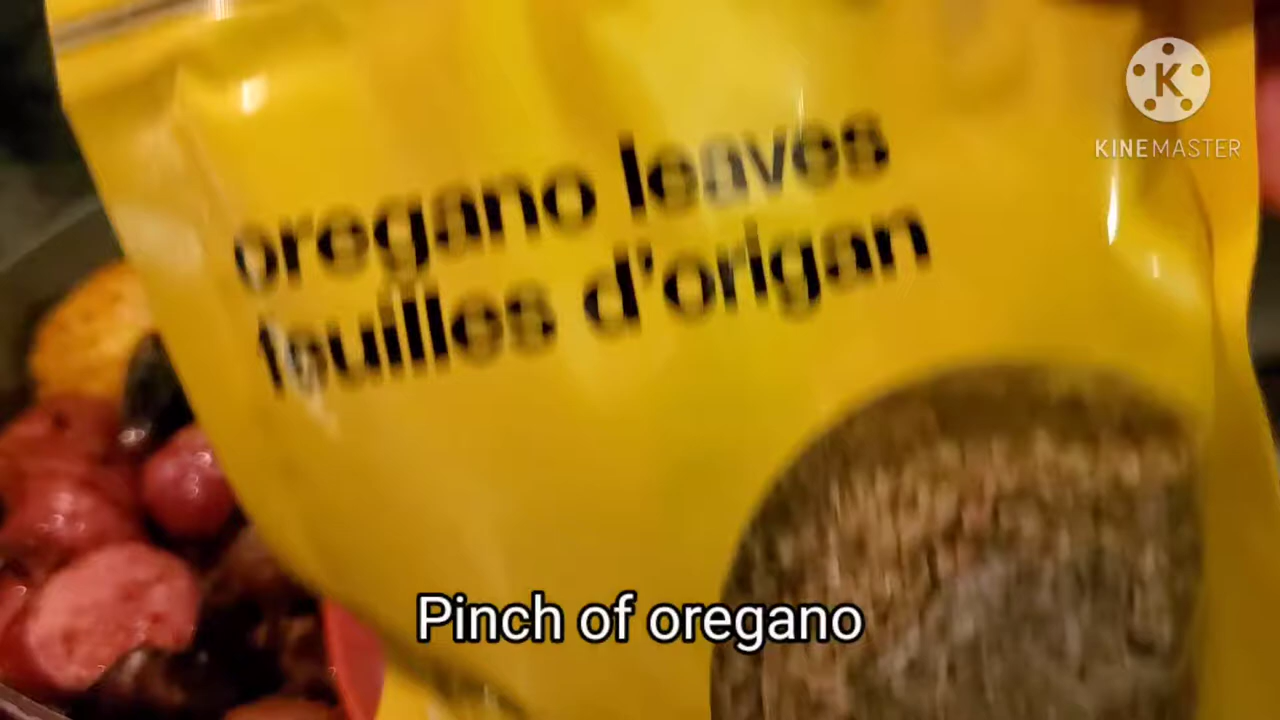 oregano leaves
feuilles d'origan
K
KINEMASTER
Pinch of oregano